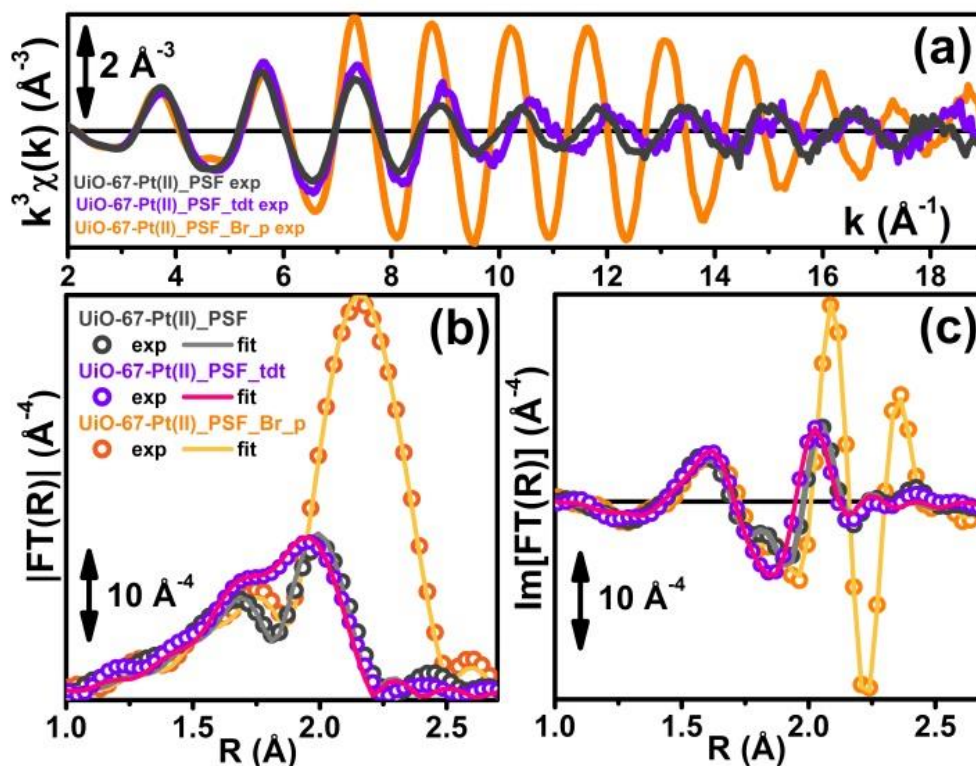 (a)
2 Å⁻³
k³ χ(k) (Å⁻³)
UiO-67-Pt(II)_PSF exp
UiO-67-Pt(II)_PSF_tdt exp
UiO-67-Pt(II)_PSF_Br_p exp
k (Å⁻¹)
2 4 6 8 10 12 14 16 18
(b)
UiO-67-Pt(II)_PSF
exp fit
UiO-67-Pt(II)_PSF_tdt
exp fit
UiO-67-Pt(II)_PSF_Br_p
exp fit
|FT(R)| (Å⁻⁴)
10 Å⁻⁴
1.0 1.5 2.0 2.5
R (Å)
(c)
Im[FT(R)] (Å⁻⁴)
10 Å⁻⁴
1.0 1.5 2.0 2.5
R (Å)